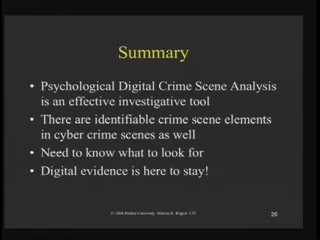 Summary
• Psychological Digital Crime Scene Analysis
is an effective investigative tool
• There are identifiable crime scene elements
in cyber crime scenes as well
• Need to know what to look for
• Digital evidence is here to stay!
© 2006 Purdue University Marcus K. Rogers
26